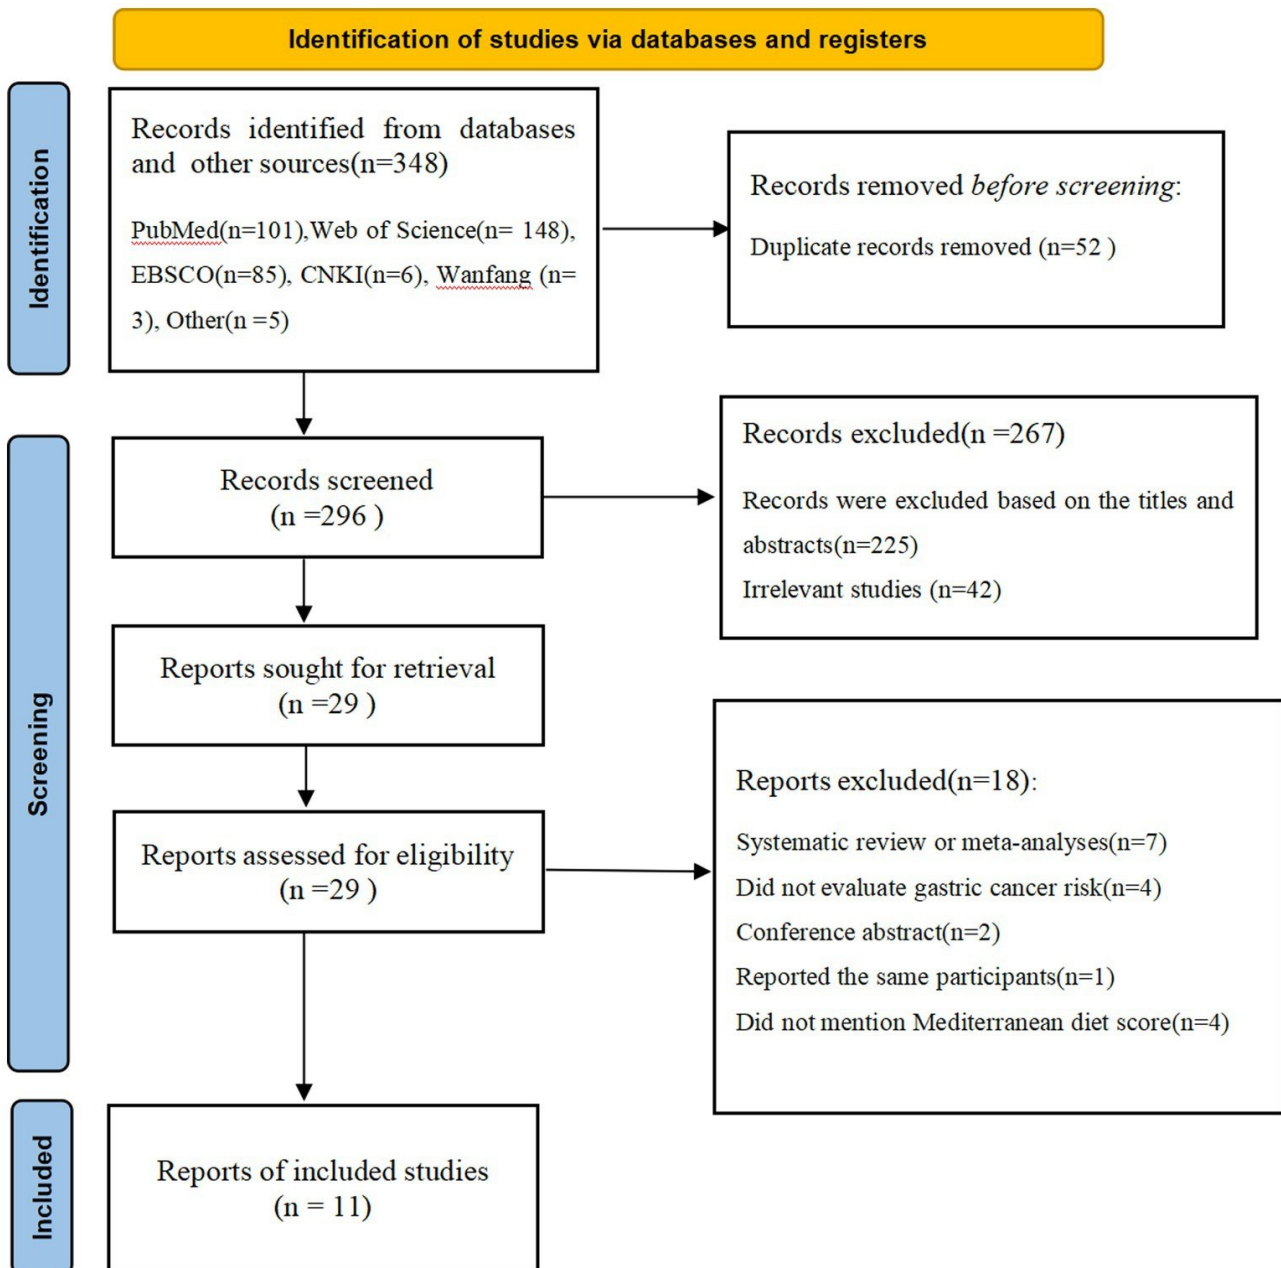 Identification of studies via databases and registers
Identification
Records identified from databases
and other sources(n=348)
PubMed(n=101),Web of Science(n= 148),
EBSCO(n=85), CNKI(n=6), Wanfang (n=
3), Other(n =5)
Records removed before screening:
Duplicate records removed (n=52 )
Screening
Records screened
(n =296 )
Records excluded(n =267)
Records were excluded based on the titles and
abstracts(n=225)
Irrelevant studies (n=42)
Reports sought for retrieval
(n =29 )
Reports assessed for eligibility
(n =29 )
Reports excluded(n=18):
Systematic review or meta-analyses(n=7)
Did not evaluate gastric cancer risk(n=4)
Conference abstract(n=2)
Reported the same participants(n=1)
Did not mention Mediterranean diet score(n=4)
Included
Reports of included studies
(n = 11)